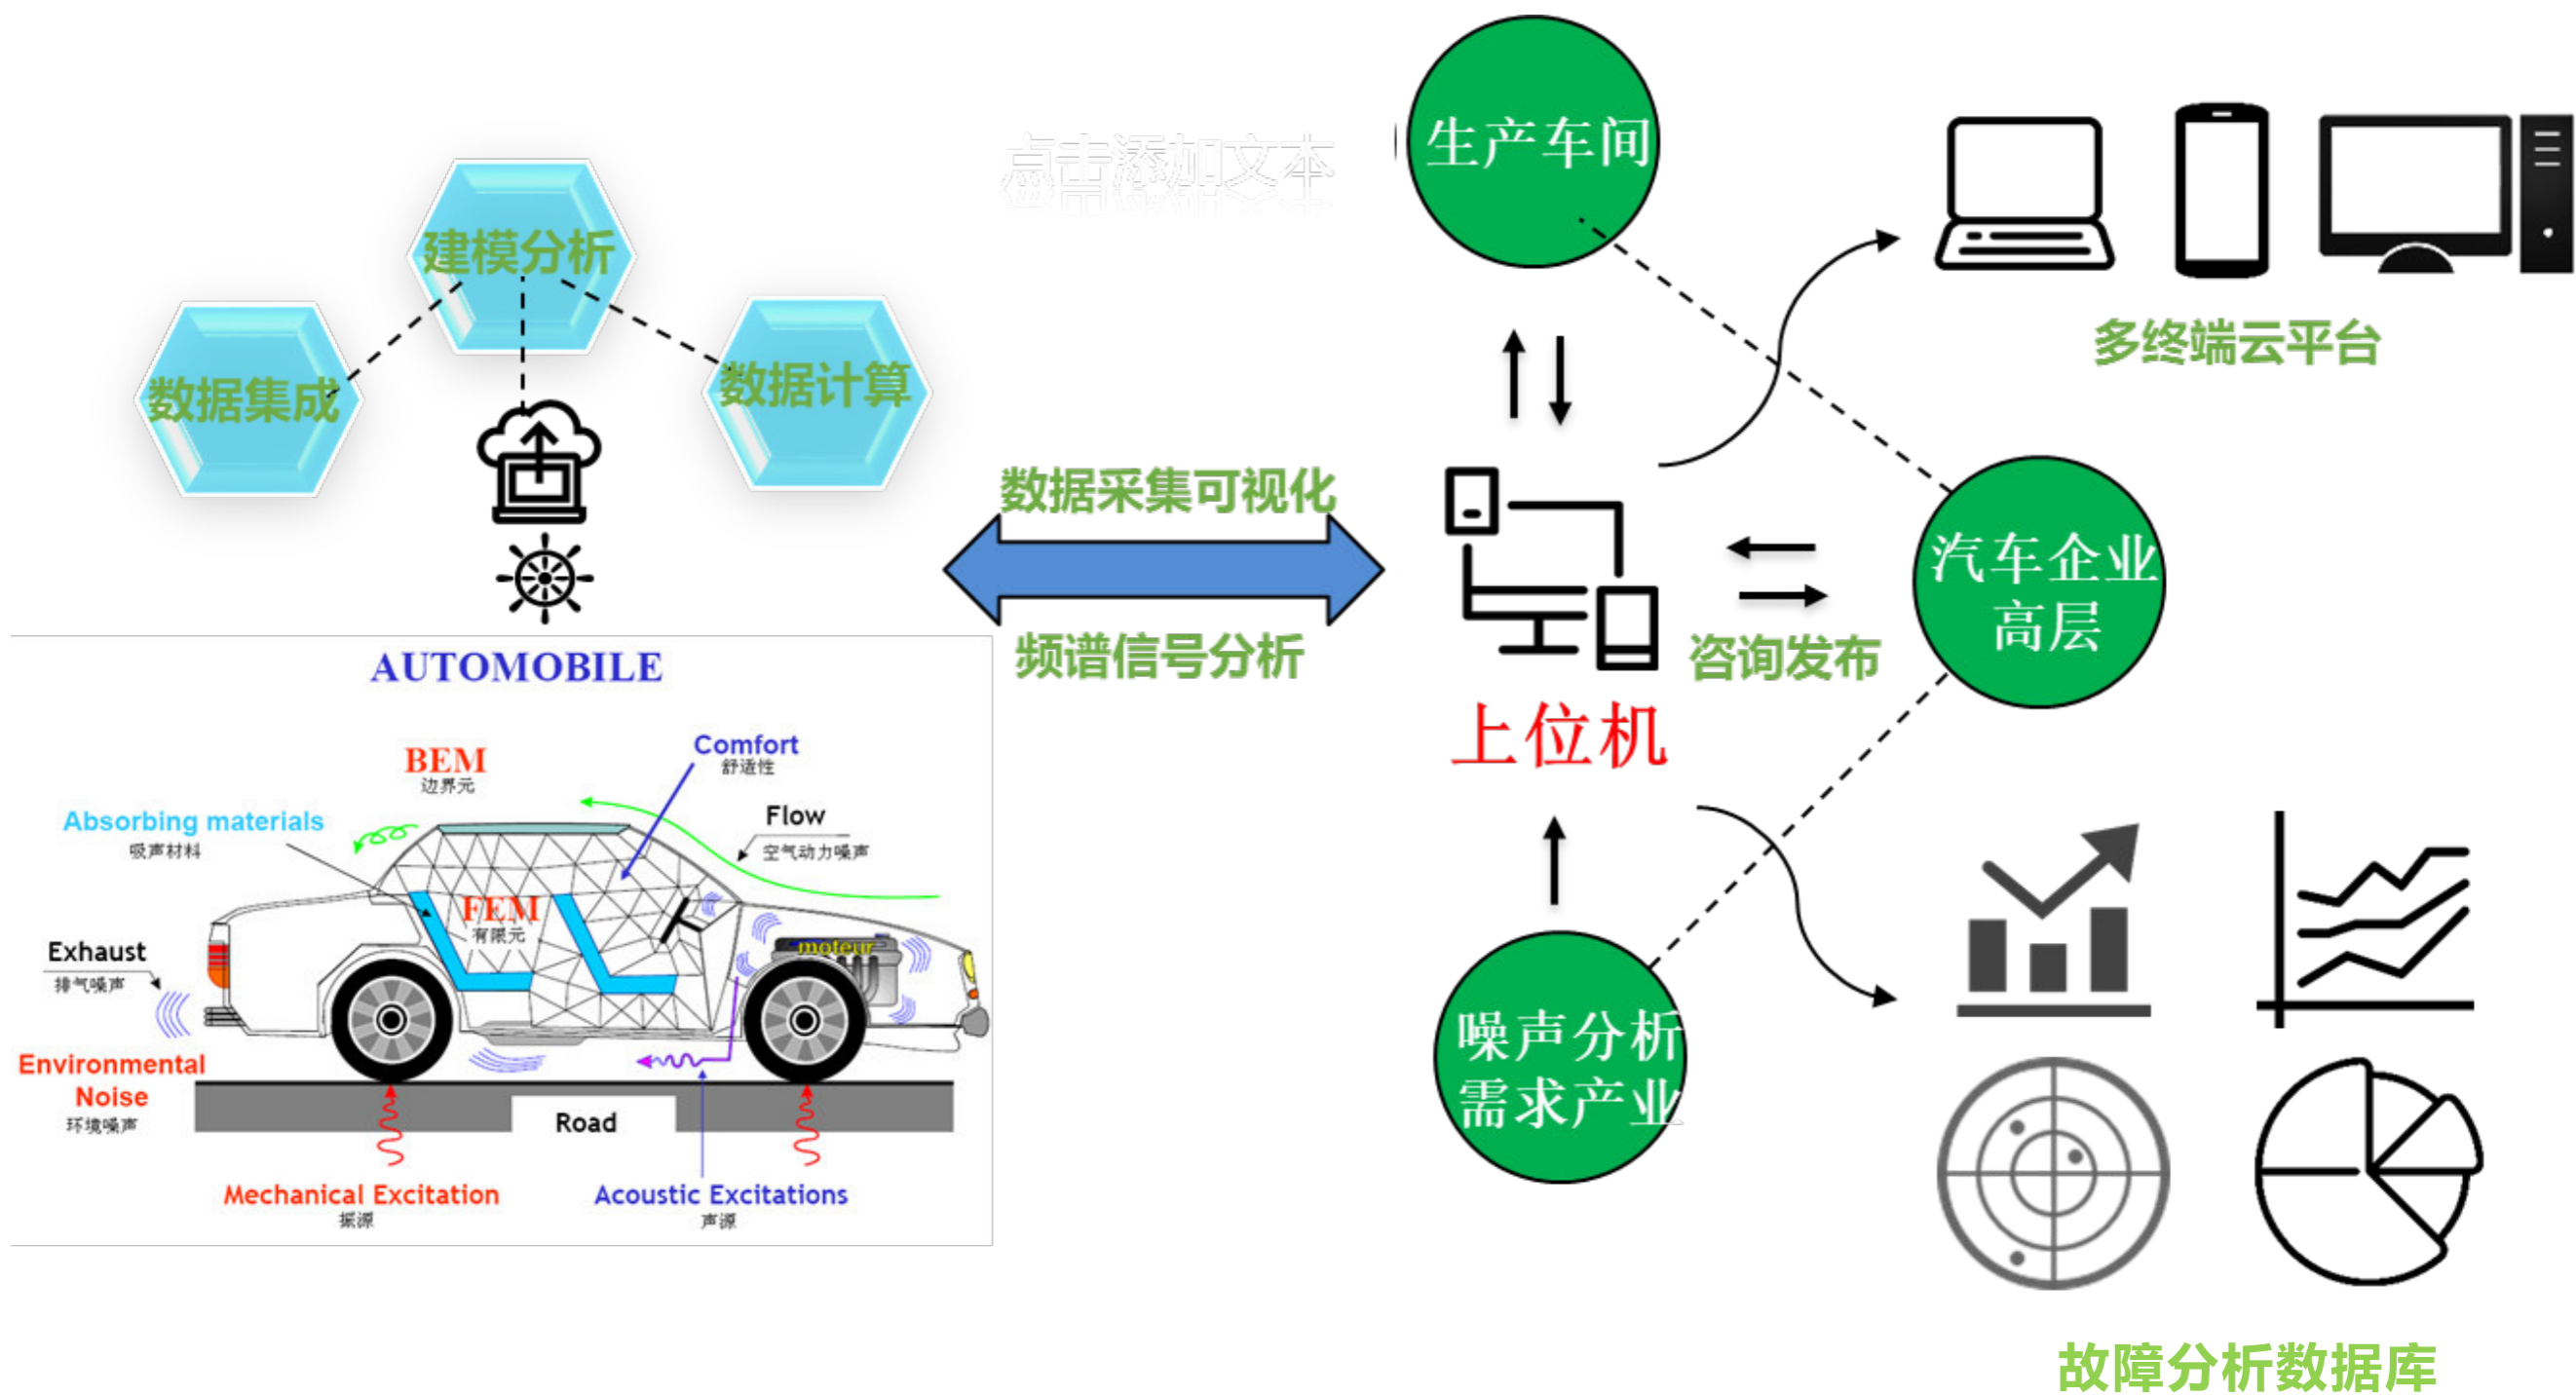 点击添加文本
生产车间
建模分析
数据集成
数据计算
多终端云平台
数据采集可视化
频谱信号分析
汽车企业
高层
咨询发布
上位机
AUTOMOBILE
BEM
边界元
Comfort
舒适性
Absorbing materials
吸声材料
Flow
空气动力噪声
FEM
有限元
moteur
Exhaust
排气噪声
Environmental
Noise
环境噪声
Road
Mechanical Excitation
振源
Acoustic Excitations
声源
噪声分析
需求产业
故障分析数据库